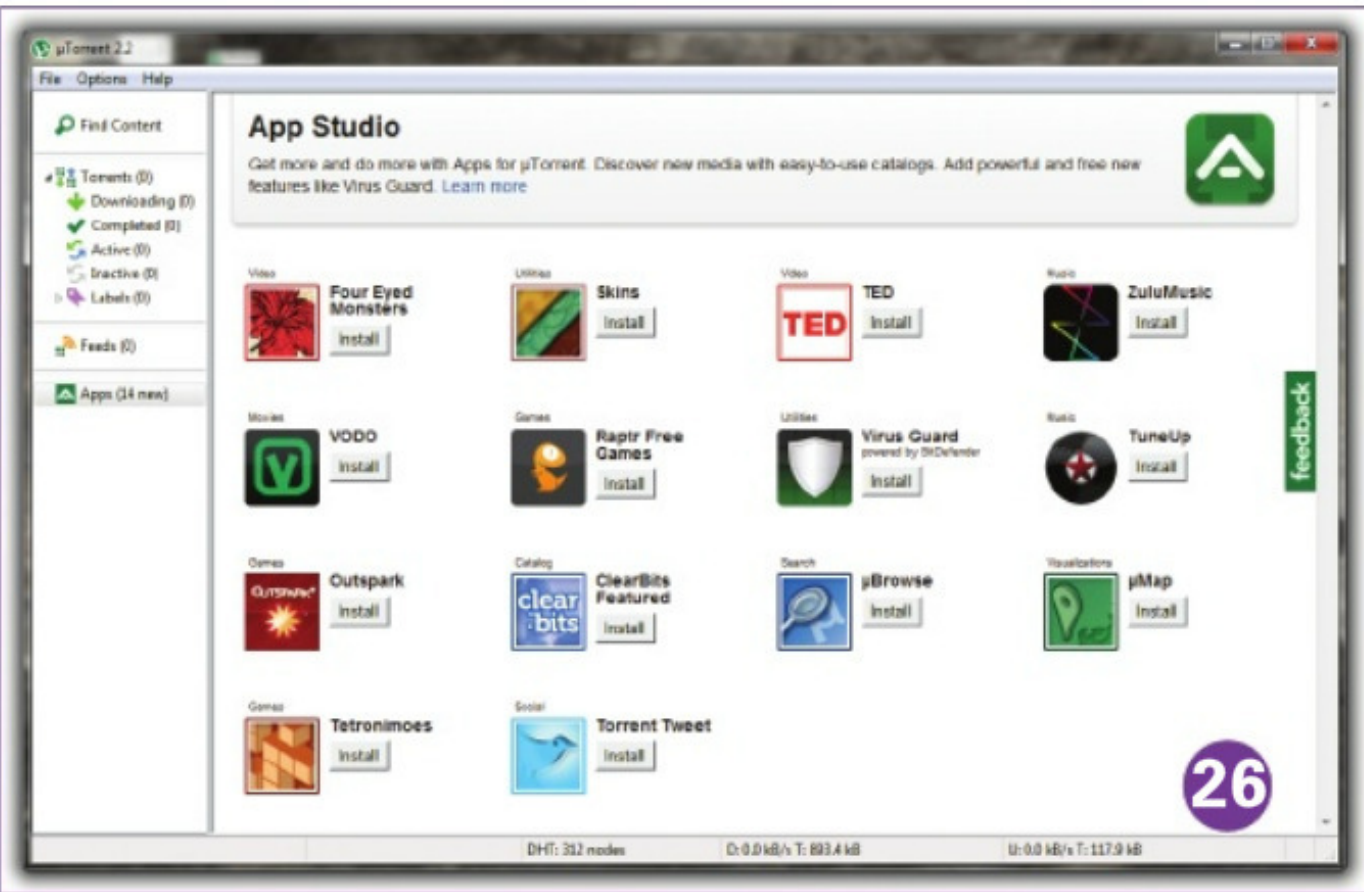 µTorrent 2.2
File Options Help
Find Content
Torrents (0)
Downloading (0)
Completed (0)
Active (0)
Inactive (0)
Labels (0)
Feeds (0)
Apps (14 new)
App Studio
Get more and do more with Apps for µTorrent. Discover new media with easy-to-use catalogs. Add powerful and free new
features like Virus Guard. Learn more
Video
Four Eyed
Monsters
Install
Utilities
Skins
Install
Video
TED
TED
Install
Music
ZuluMusic
Install
Movies
V
VODO
Install
Games
Raptr Free
Games
Install
Utilities
Virus Guard
powered by BitDefender
Install
Music
TuneUp
Install
Games
OUTSPARK
Outspark
Install
Catalog
clear
bits
ClearBits
Featured
Install
Search
µBrowse
Install
Visualizations
µMap
Install
Games
Tetronimoes
Install
Social
Torrent Tweet
Install
feedback
26
DHT: 312 nodes D: 0.0 kB/s T: 893.4 kB U: 0.0 kB/s T: 117.9 kB